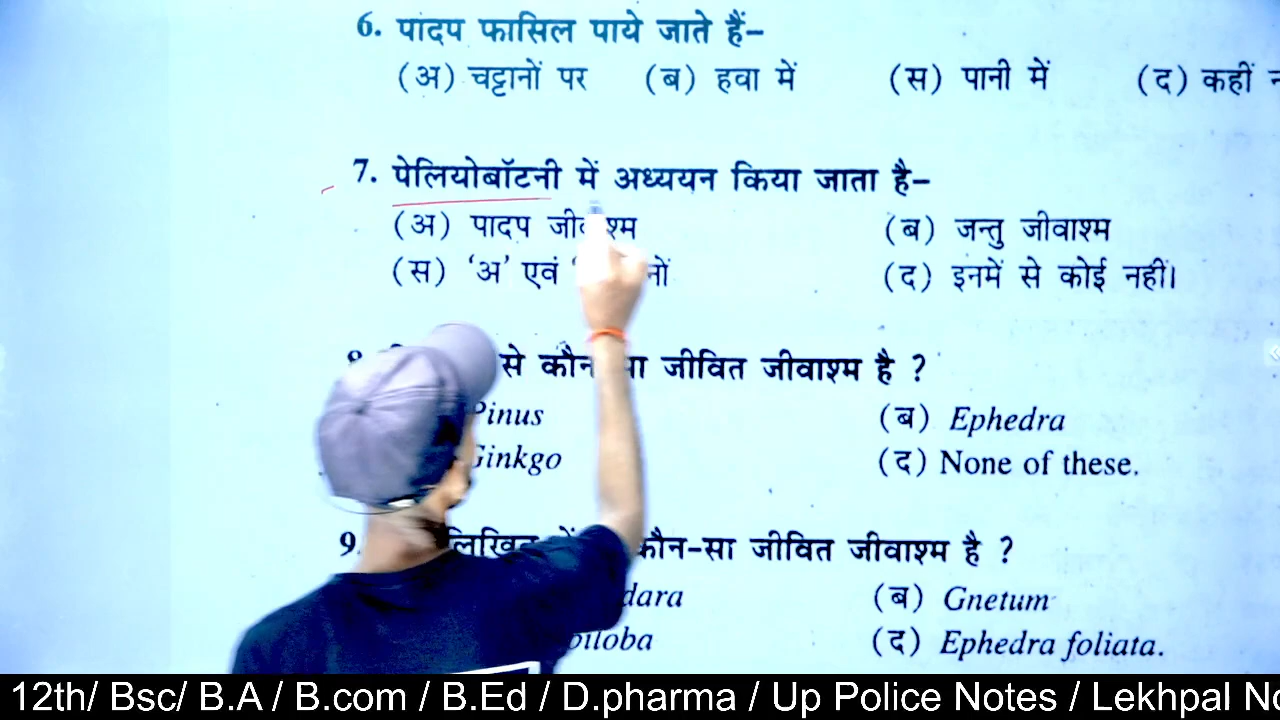 6. पादप फासिल पाये जाते हैं–
(अ) चट्टानों पर (ब) हवा में (स) पानी में (द) कहीं
7. पेलियोबॉटनी में अध्ययन किया जाता है–
(अ) पादप (ब) जन्तु जीवाश्म
(स) 'अ' एवं (द) इनमें से कोई नहीं।
से जीवित जीवाश्म है ?
Pinus (ब) Ephedra
Ginkgo (द) None of these.
9. कौन-सा जीवित जीवाश्म है ?
(ब) Gnetum
(द) Ephedra foliata.
12th/ Bsc/ B.A / B.com / B.Ed / D.pharma / Up Police Notes / Lekhpal